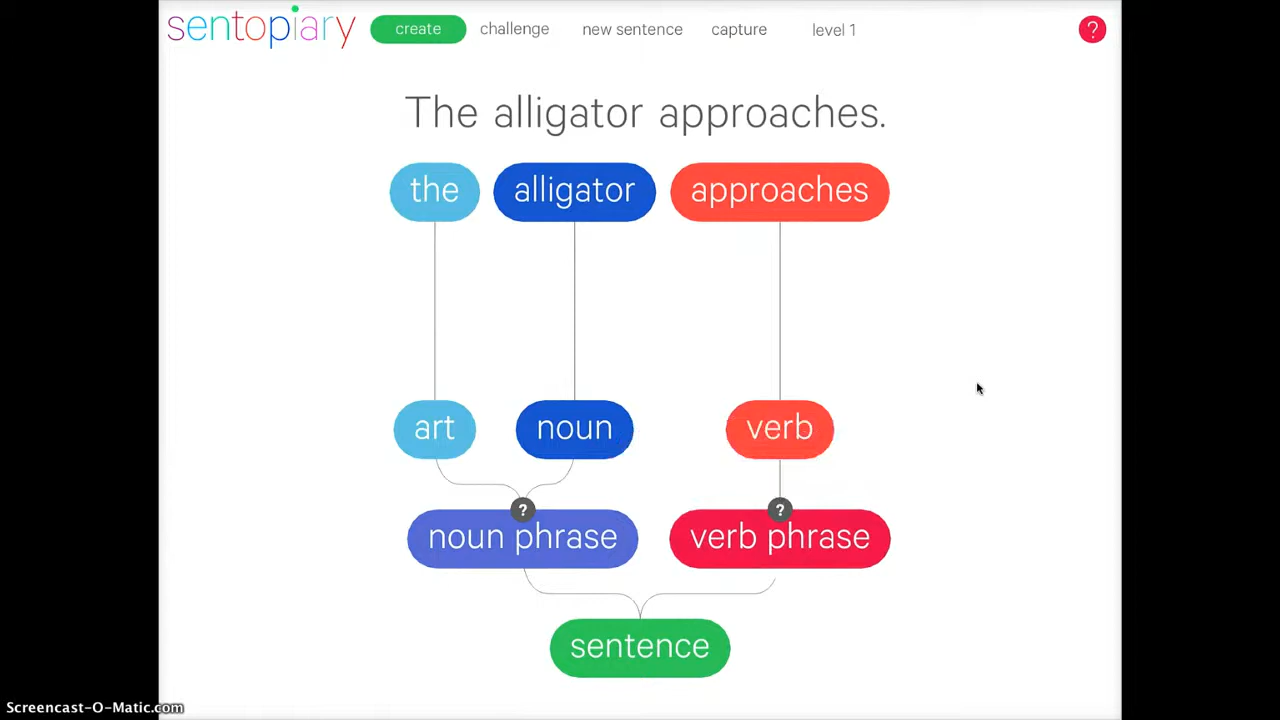 sentopiary create challenge new sentence capture level 1 ?
The alligator approaches.
the alligator approaches
art noun verb
? ?
noun phrase verb phrase
sentence
Screencast-O-Matic.com